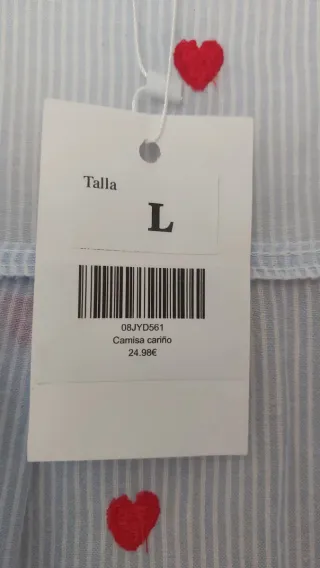 Talla
L
08JYD561
Camisa cariño
24.98€